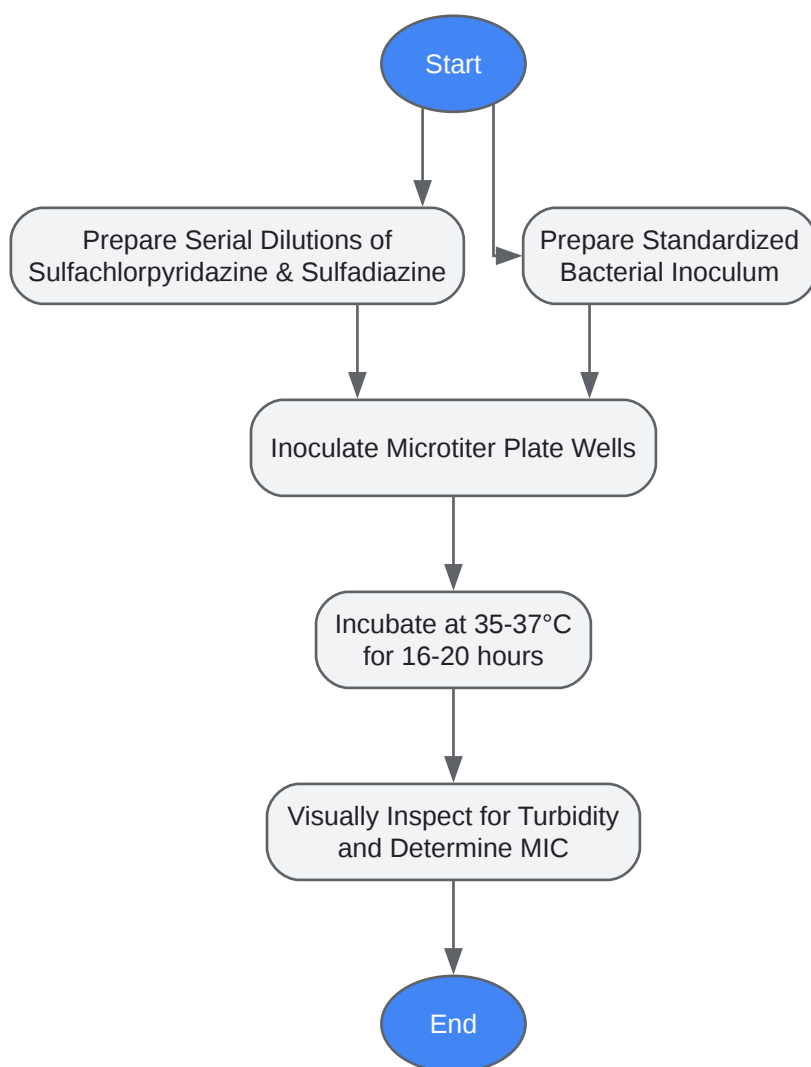 Start
Prepare Serial Dilutions of
Sulfachlorpyridazine & Sulfadiazine
Prepare Standardized
Bacterial Inoculum
Inoculate Microtiter Plate Wells
Incubate at 35-37°C
for 16-20 hours
Visually Inspect for Turbidity
and Determine MIC
End